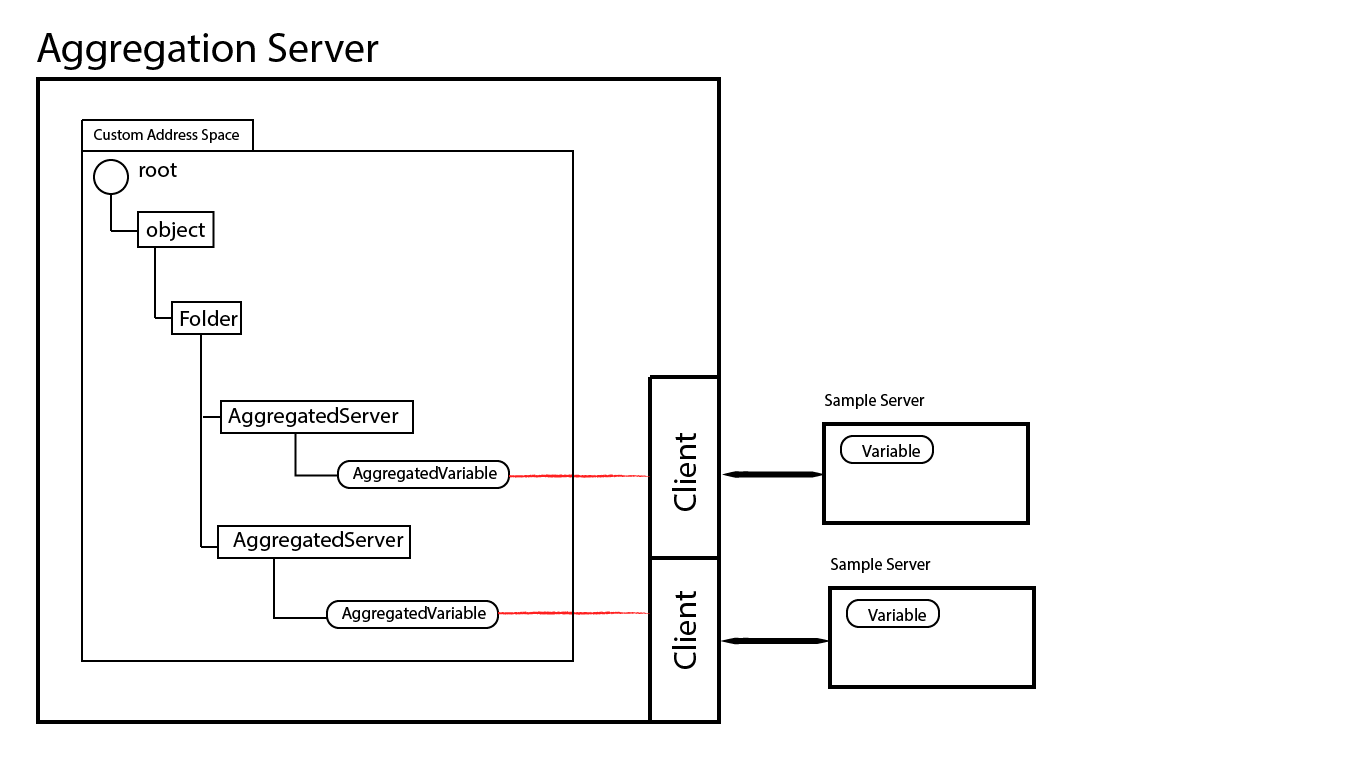 Aggregation Server
Custom Address Space
root
object
Folder
AggregatedServer
AggregatedVariable
AggregatedServer
AggregatedVariable
Client
Client
Sample Server
Variable
Sample Server
Variable